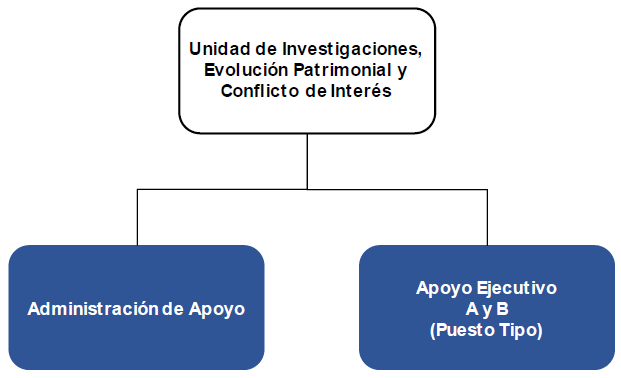 Unidad de Investigaciones,
Evolución Patrimonial y
Conflicto de Interés
Administración de Apoyo
Apoyo Ejecutivo
A y B
(Puesto Tipo)